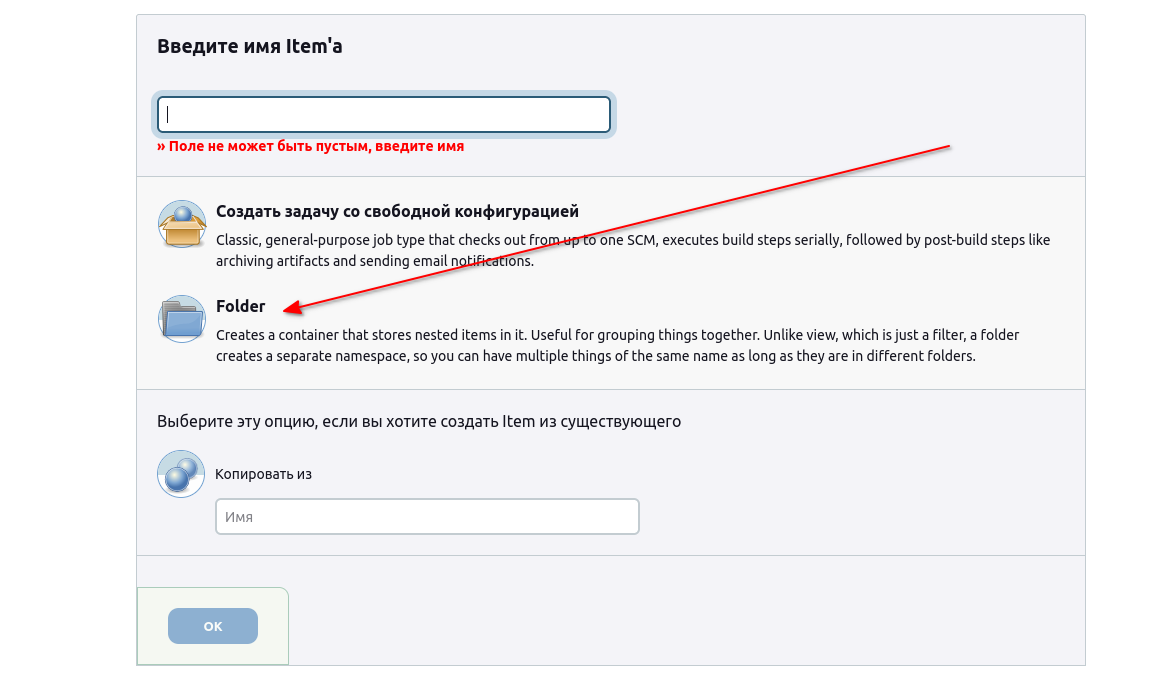 Введите имя Item'а
» Поле не может быть пустым, введите имя
Создать задачу со свободной конфигурацией
Classic, general-purpose job type that checks out from up to one SCM, executes build steps serially, followed by post-build steps like
archiving artifacts and sending email notifications.
Folder
Creates a container that stores nested items in it. Useful for grouping things together. Unlike view, which is just a filter, a folder
creates a separate namespace, so you can have multiple things of the same name as long as they are in different folders.
Выберите эту опцию, если вы хотите создать Item из существующего
Копировать из
Имя
ОК